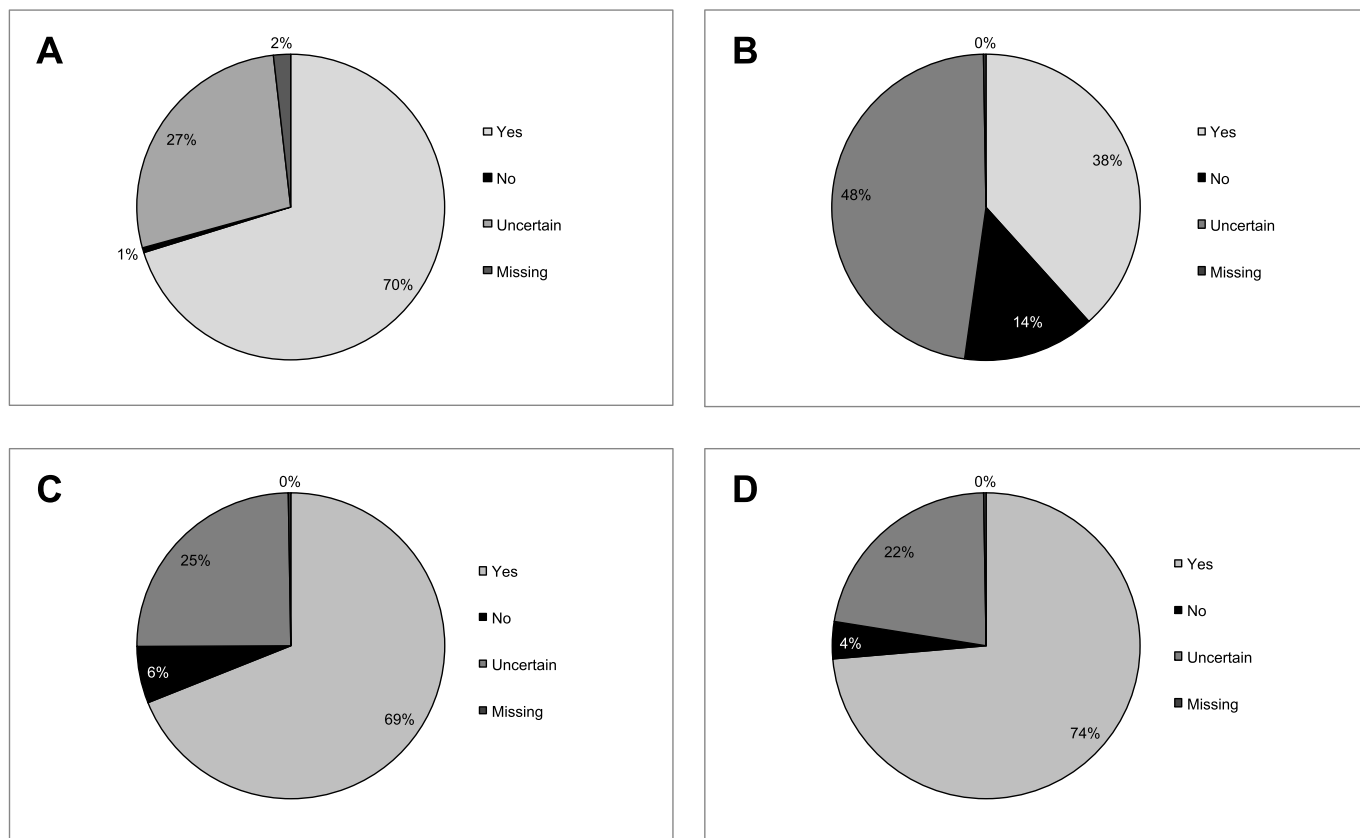 A
2%
27%
1%
70%
Yes
No
Uncertain
Missing
B
0%
38%
48%
14%
Yes
No
Uncertain
Missing
C
0%
25%
6%
69%
Yes
No
Uncertain
Missing
D
0%
22%
4%
74%
Yes
No
Uncertain
Missing